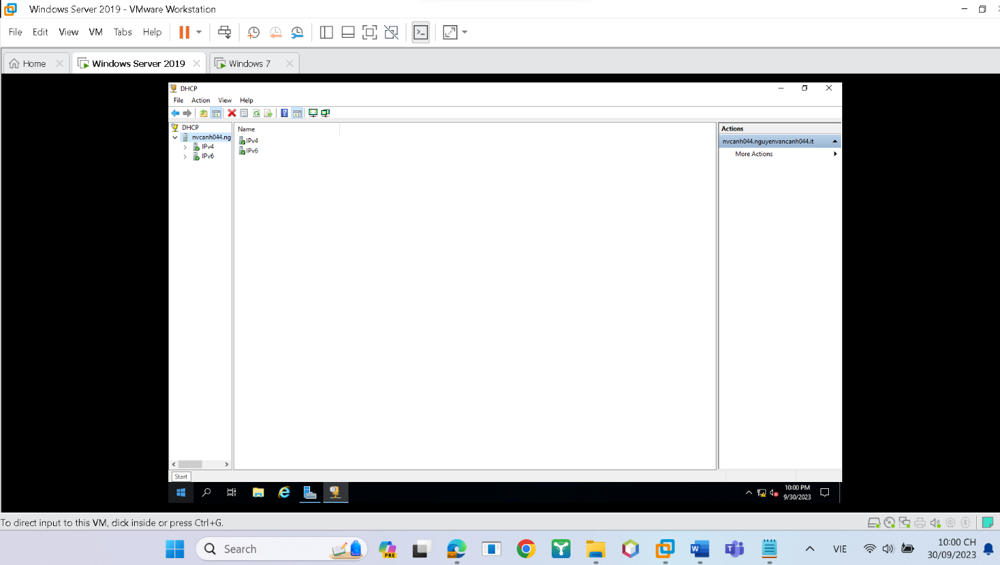 Windows Server 2019 - VMware Workstation
File Edit View VM Tabs Help
Home Windows Server 2019 Windows 7
DHCP
File Action View Help
DHCP
nvcanh044.ng
IPv4
IPv6
Name
IPv4
IPv6
Actions
nvcanh044.nguyenvancanh044.it
More Actions
Start
10:00 PM
9/30/2023
To direct input to this VM, click inside or press Ctrl+G.
Search
PRE
VIE
10:00 CH
30/09/2023